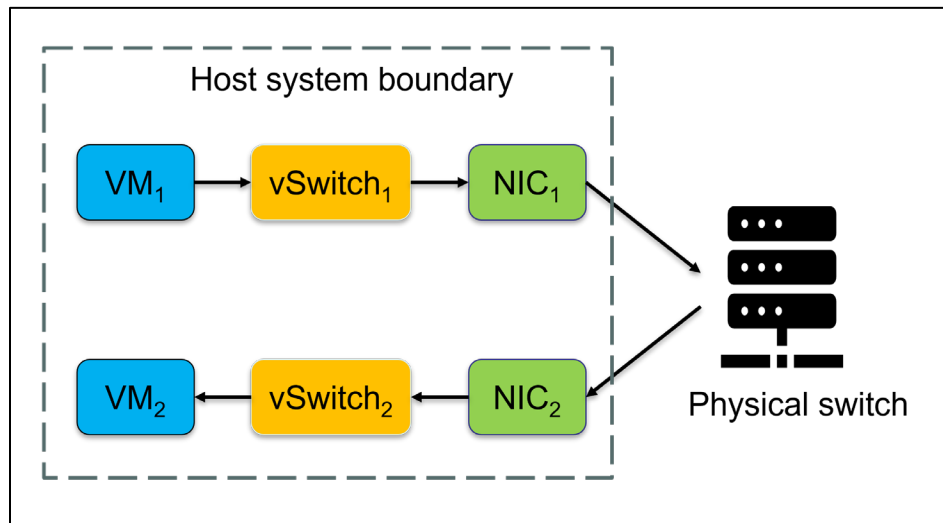 Host system boundary
VM₁
vSwitch₁
NIC₁
VM₂
vSwitch₂
NIC₂
Physical switch